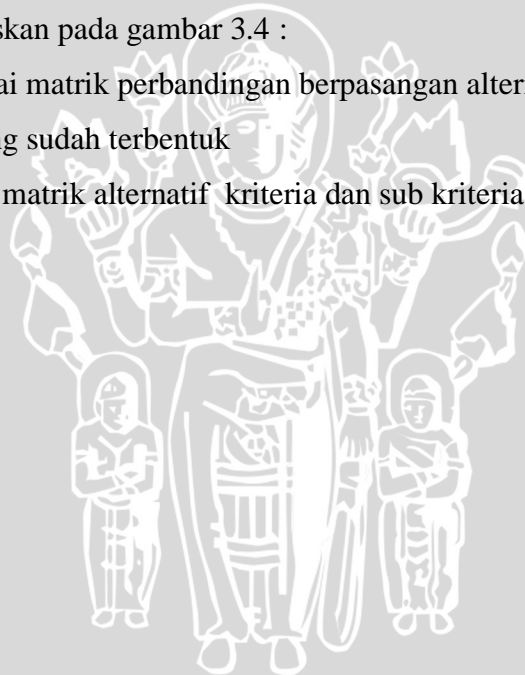 skan pada gambar 3.4 :
ai matrik perbandingan berpasangan alter
g sudah terbentuk
matrik alternatif kriteria dan sub kriteria